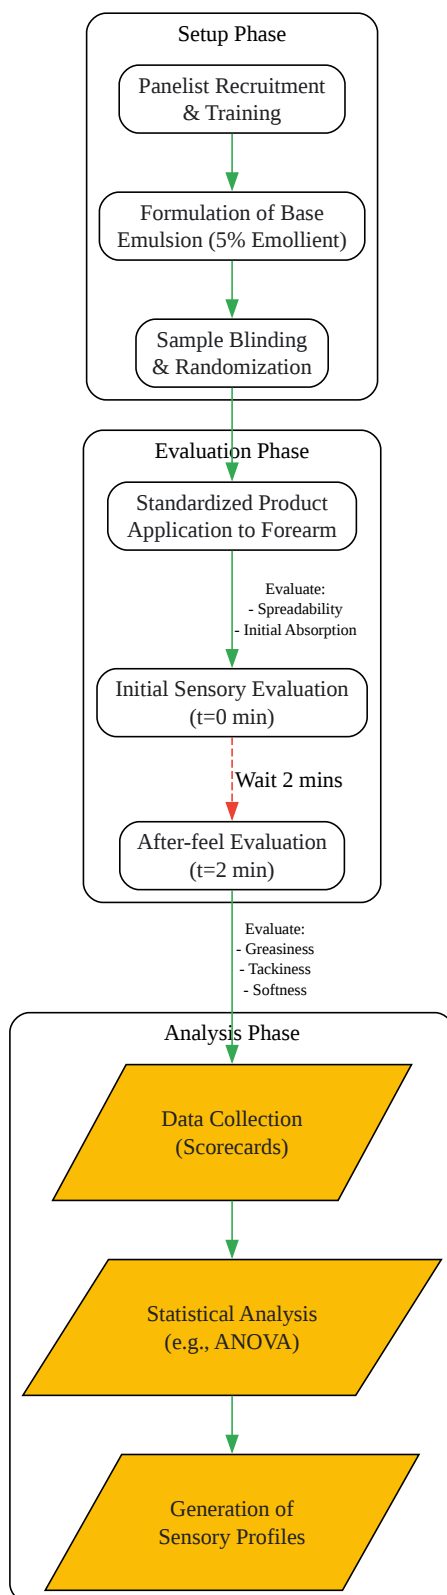 Setup Phase
Panelist Recruitment
& Training
Formulation of Base
Emulsion (5% Emollient)
Sample Blinding
& Randomization
Evaluation Phase
Standardized Product
Application to Forearm
Evaluate:
- Spreadability
- Initial Absorption
Initial Sensory Evaluation
(t=0 min)
Wait 2 mins
After-feel Evaluation
(t=2 min)
Evaluate:
- Greasiness
- Tackiness
- Softness
Analysis Phase
Data Collection
(Scorecards)
Statistical Analysis
(e.g., ANOVA)
Generation of
Sensory Profiles